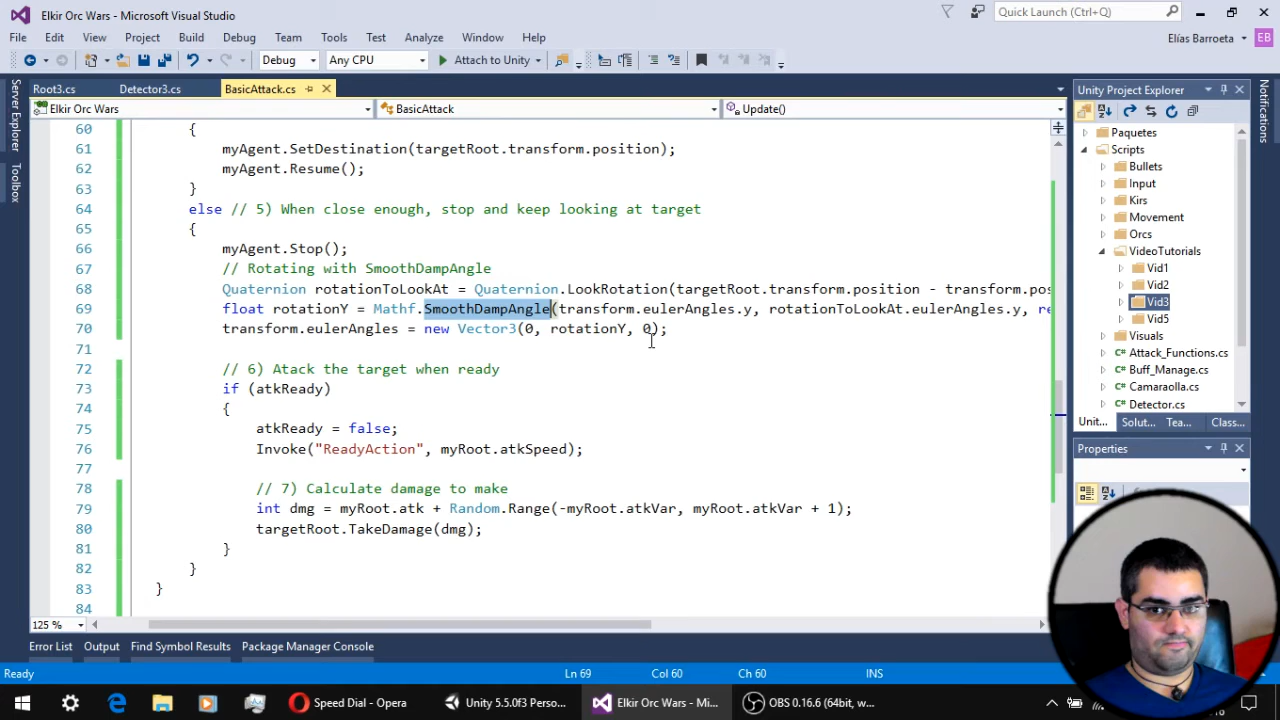 Elkir Orc Wars - Microsoft Visual Studio
Quick Launch (Ctrl+Q)
File Edit View Project Build Debug Team Tools Test Analyze Window Help
Elías Barroeta
EB
Debug Any CPU Attach to Unity
Server Explorer
Toolbox
Root3.cs Detector3.cs BasicAttack.cs
Elkir Orc Wars BasicAttack Update()
60 {
61 myAgent.SetDestination(targetRoot.transform.position);
62 myAgent.Resume();
63 }
64 else // 5) When close enough, stop and keep looking at target
65 {
66 myAgent.Stop();
67 // Rotating with SmoothDampAngle
68 Quaternion rotationToLookAt = Quaternion.LookRotation(targetRoot.transform.position - transform.pos
69 float rotationY = Mathf.SmoothDampAngle(transform.eulerAngles.y, rotationToLookAt.eulerAngles.y, re
70 transform.eulerAngles = new Vector3(0, rotationY, 0);
71
72 // 6) Atack the target when ready
73 if (atkReady)
74 {
75 atkReady = false;
76 Invoke("ReadyAction", myRoot.atkSpeed);
77
78 // 7) Calculate damage to make
79 int dmg = myRoot.atk + Random.Range(-myRoot.atkVar, myRoot.atkVar + 1);
80 targetRoot.TakeDamage(dmg);
81 }
82 }
83 }
84
125 %
Unity Project Explorer
Paquetes
Scripts
Bullets
Input
Kirs
Movement
Orcs
VideoTutorials
Vid1
Vid2
Vid3
Vid5
Visuals
Attack_Functions.cs
Buff_Manage.cs
Camaraolla.cs
Detector.cs
Unit... Solut... Tea... Class...
Properties
Notifications
Error List Output Find Symbol Results Package Manager Console
Ready Ln 69 Col 60 Ch 60 INS
Speed Dial - Opera Unity 5.5.0f3 Perso... Elkir Orc Wars - Mi... OBS 0.16.6 (64bit, w...